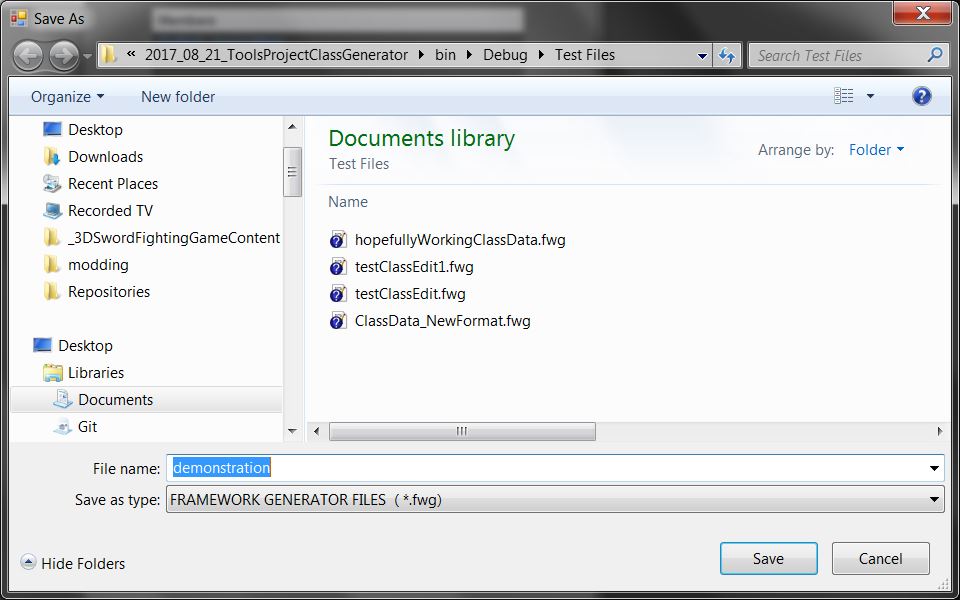 Save As
« 2017_08_21_ToolsProjectClassGenerator bin Debug Test Files
Search Test Files
Organize
New folder
Desktop
Downloads
Recent Places
Recorded TV
_3DSwordFightingGameContent
modding
Repositories
Desktop
Libraries
Documents
Git
Documents library
Test Files
Arrange by: Folder
Name
hopefullyWorkingClassData.fwg
testClassEdit1.fwg
testClassEdit.fwg
ClassData_NewFormat.fwg
File name: demonstration
Save as type: FRAMEWORK GENERATOR FILES ( *.fwg)
Hide Folders
Save
Cancel